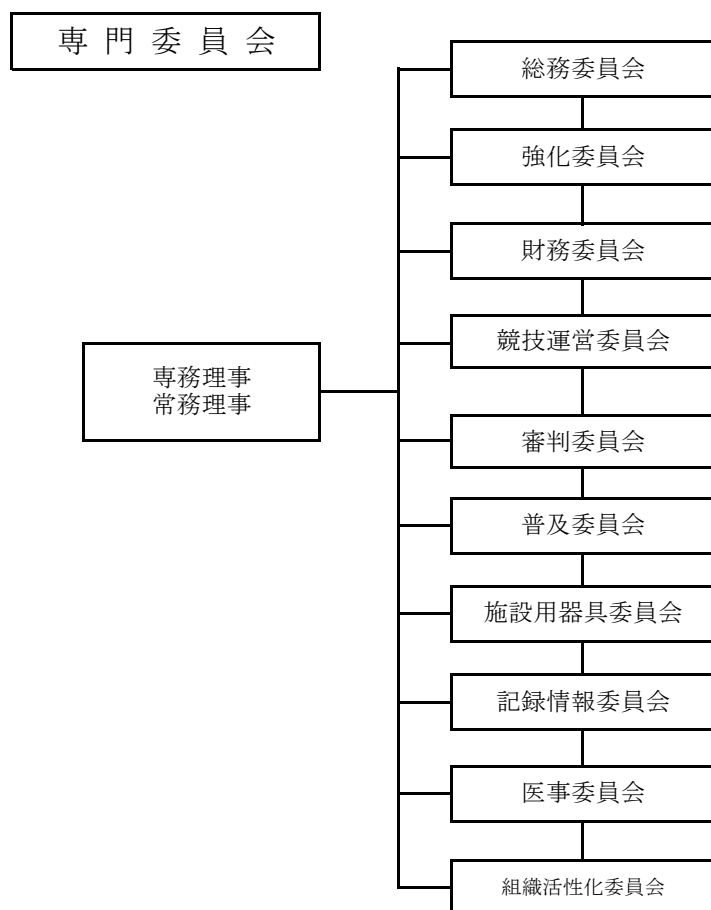 専門委員会
総務委員会
強化委員会
財務委員会
競技運営委員会
専務理事
常務理事
審判委員会
普及委員会
施設用器具委員会
記録情報委員会
医事委員会
組織活性化委員会